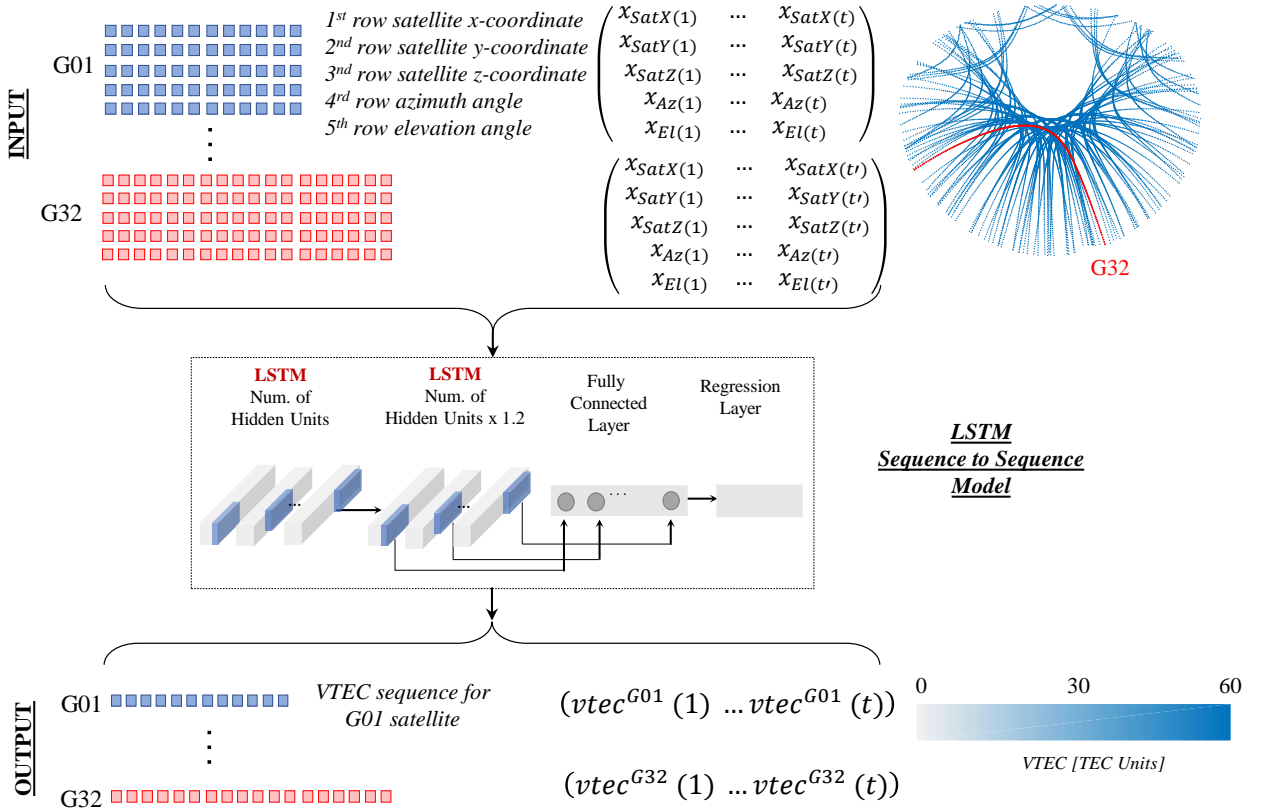 INPUT
G01
1st row satellite x-coordinate
2nd row satellite y-coordinate
3rd row satellite z-coordinate
4rd row azimuth angle
5th row elevation angle
x_SatX(1) ... x_SatX(t)
x_SatY(1) ... x_SatY(t)
x_SatZ(1) ... x_SatZ(t)
x_Az(1) ... x_Az(t)
x_El(1) ... x_El(t)
G32
x_SatX(1) ... x_SatX(t′)
x_SatY(1) ... x_SatY(t′)
x_SatZ(1) ... x_SatZ(t′)
x_Az(1) ... x_Az(t′)
x_El(1) ... x_El(t′)
G32
LSTM
Num. of
Hidden Units
LSTM
Num. of
Hidden Units x 1.2
Fully
Connected
Layer
Regression
Layer
...
...
...
LSTM
Sequence to Sequence
Model
OUTPUT
G01
VTEC sequence for
G01 satellite
(vtec^G01 (1) ... vtec^G01 (t))
G32
(vtec^G32 (1) ... vtec^G32 (t))
0 30 60
VTEC [TEC Units]